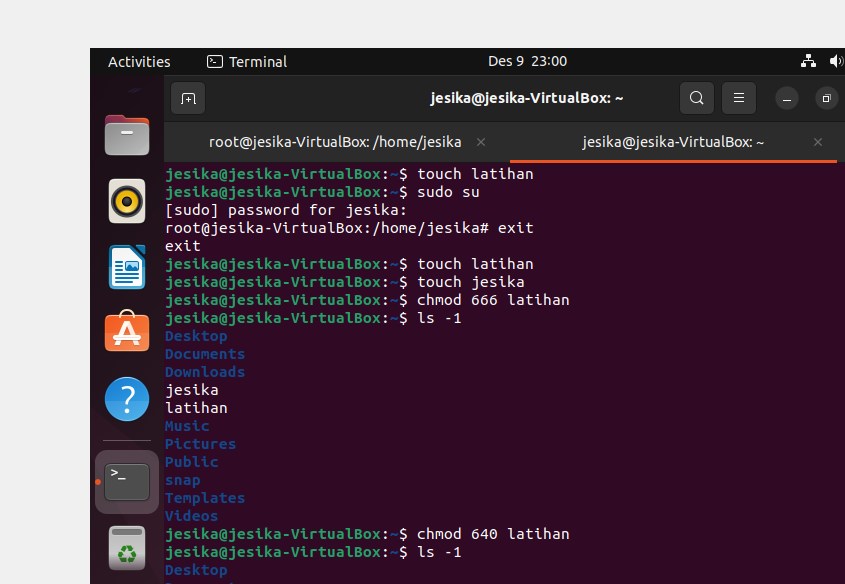 Activities
Terminal
Des 9 23:00
jesika@jesika-VirtualBox: ~
root@jesika-VirtualBox: /home/jesika
jesika@jesika-VirtualBox: ~
jesika@jesika-VirtualBox:~$ touch latihan
jesika@jesika-VirtualBox:~$ sudo su
[sudo] password for jesika:
root@jesika-VirtualBox:/home/jesika# exit
exit
jesika@jesika-VirtualBox:~$ touch latihan
jesika@jesika-VirtualBox:~$ touch jesika
jesika@jesika-VirtualBox:~$ chmod 666 latihan
jesika@jesika-VirtualBox:~$ ls -1
Desktop
Documents
Downloads
jesika
latihan
Music
Pictures
Public
snap
Templates
Videos
jesika@jesika-VirtualBox:~$ chmod 640 latihan
jesika@jesika-VirtualBox:~$ ls -1
Desktop